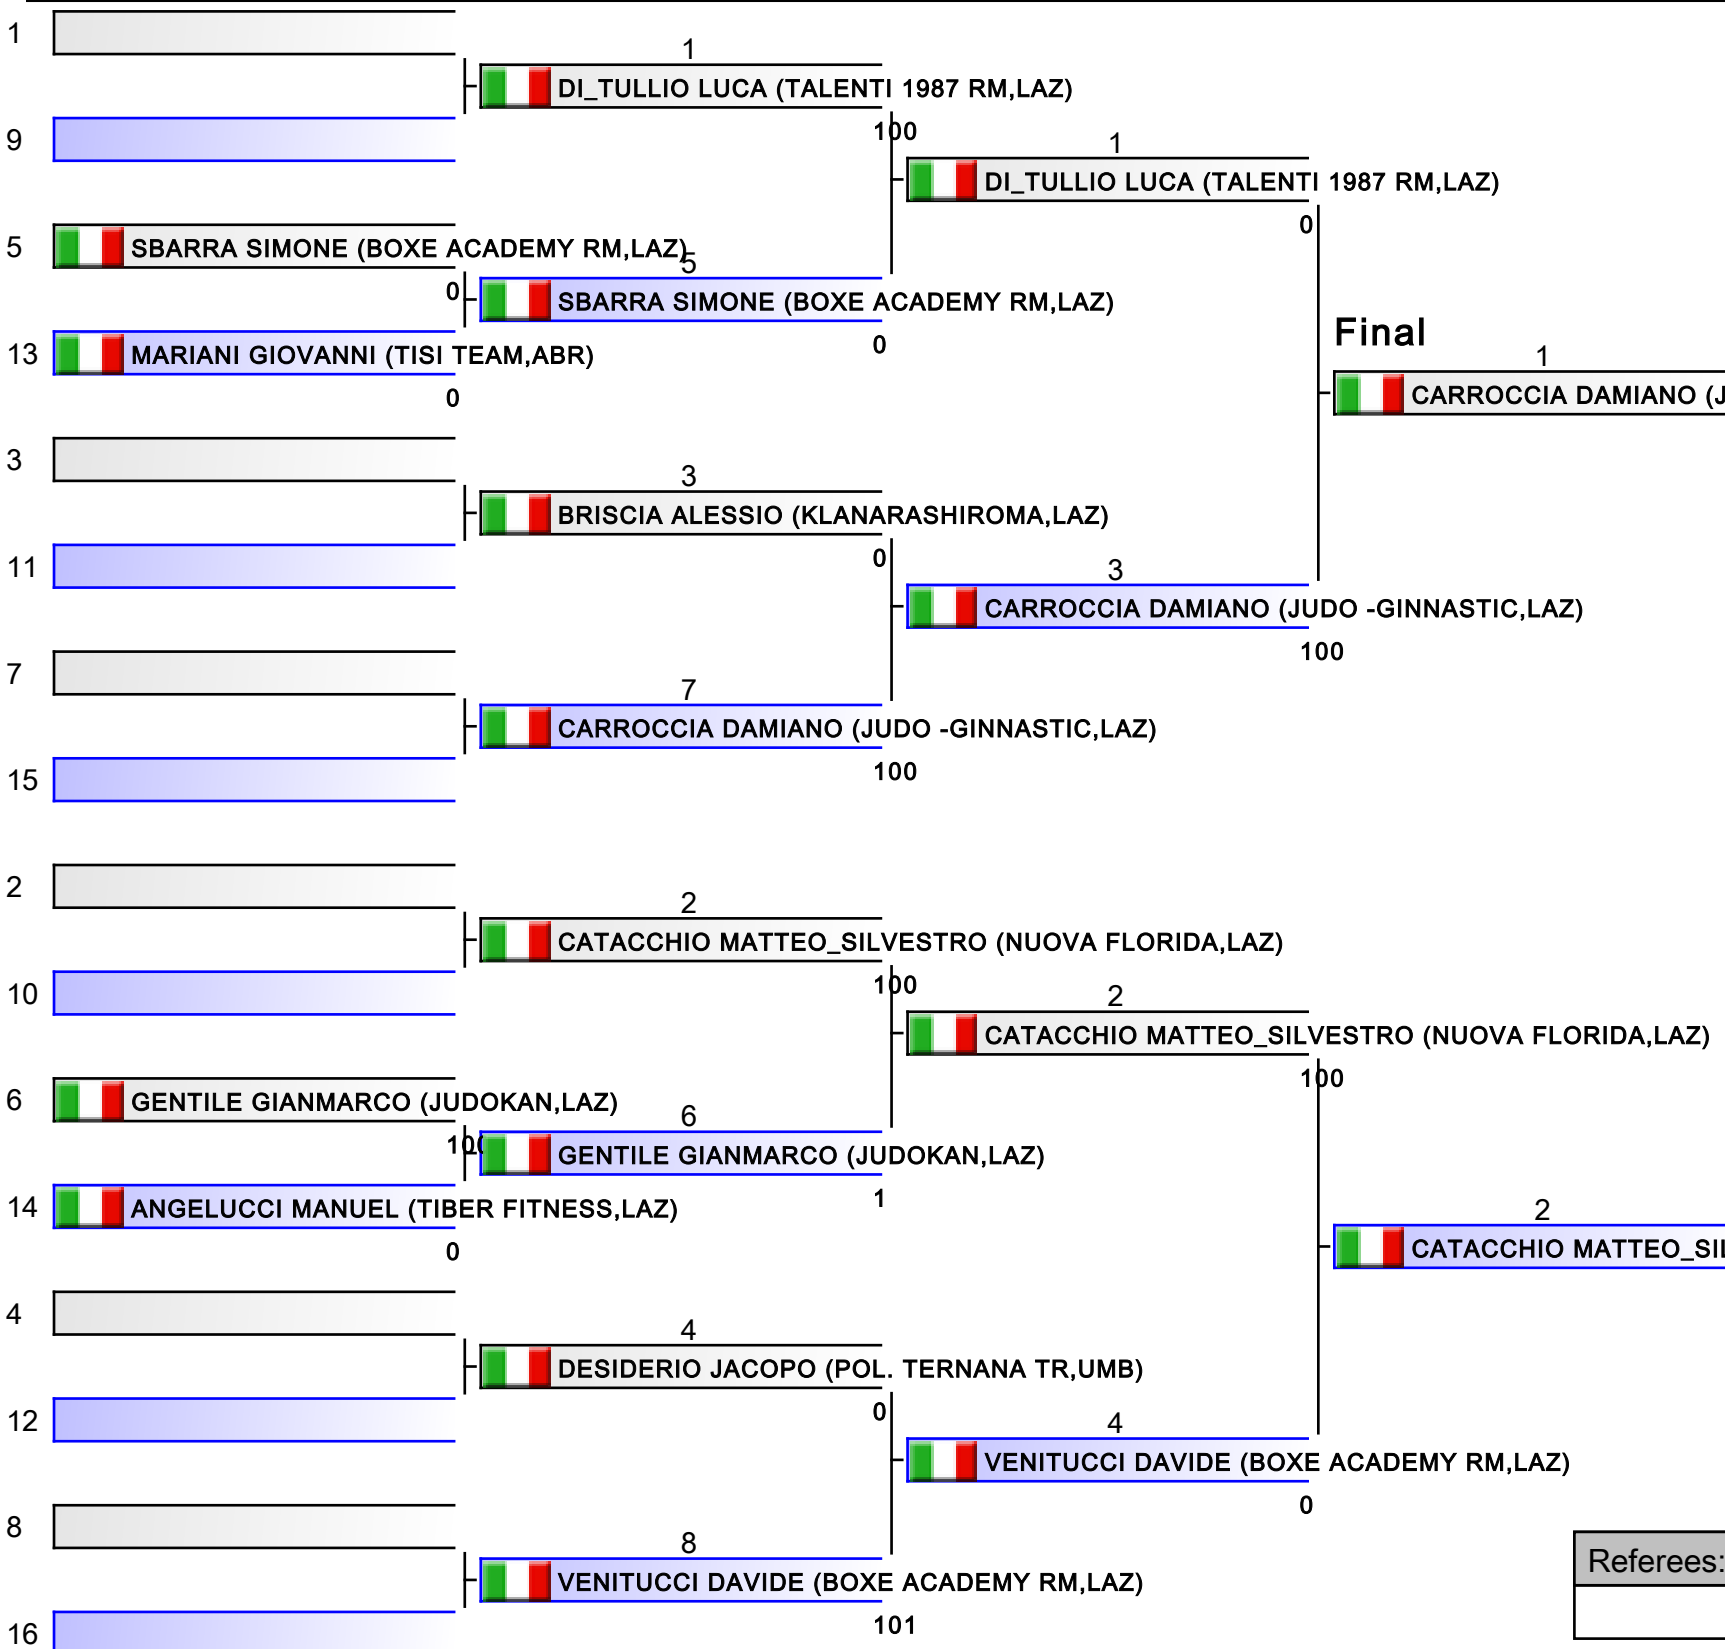 1
1
DI_TULLIO LUCA (TALENTI 1987 RM,LAZ)
100
9
1
DI_TULLIO LUCA (TALENTI 1987 RM,LAZ)
0
5
SBARRA SIMONE (BOXE ACADEMY RM,LAZ)
0
5
SBARRA SIMONE (BOXE ACADEMY RM,LAZ)
0
13
MARIANI GIOVANNI (TISI TEAM,ABR)
0
Final
1
CARROCCIA DAMIANO (J
3
3
BRISCIA ALESSIO (KLANARASHIROMA,LAZ)
0
11
3
CARROCCIA DAMIANO (JUDO -GINNASTIC,LAZ)
100
7
7
CARROCCIA DAMIANO (JUDO -GINNASTIC,LAZ)
100
15
2
2
CATACCHIO MATTEO_SILVESTRO (NUOVA FLORIDA,LAZ)
100
10
2
CATACCHIO MATTEO_SILVESTRO (NUOVA FLORIDA,LAZ)
100
6
GENTILE GIANMARCO (JUDOKAN,LAZ)
100
6
GENTILE GIANMARCO (JUDOKAN,LAZ)
1
14
ANGELUCCI MANUEL (TIBER FITNESS,LAZ)
0
2
CATACCHIO MATTEO_SIL
4
4
DESIDERIO JACOPO (POL. TERNANA TR,UMB)
0
12
4
VENITUCCI DAVIDE (BOXE ACADEMY RM,LAZ)
0
8
8
VENITUCCI DAVIDE (BOXE ACADEMY RM,LAZ)
101
16
Referees: